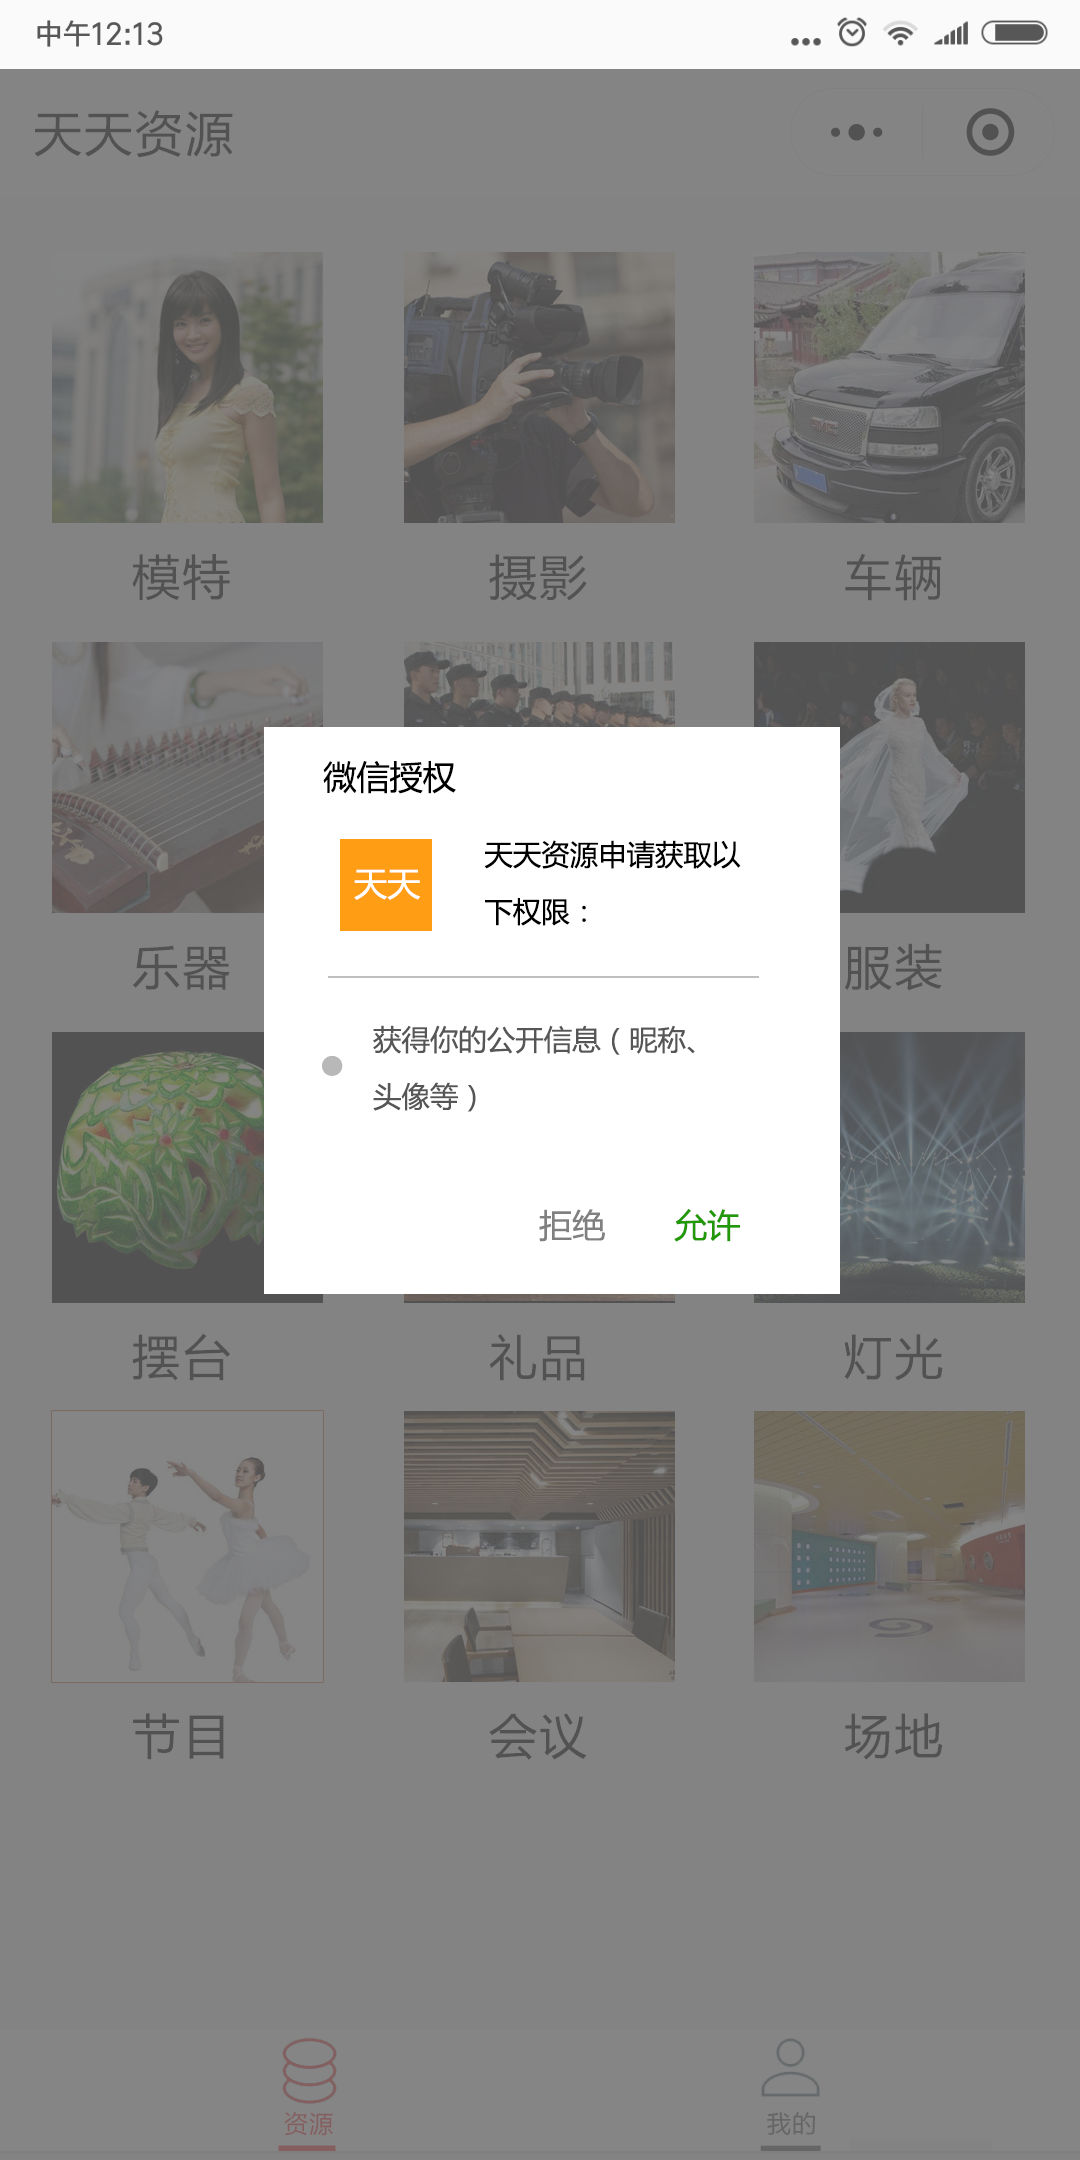 中午12:13
天天资源
模特
摄影
车辆
微信授权
天天
天天资源申请获取以
下权限：
获得你的公开信息（昵称、
头像等）
拒绝
允许
乐器
服装
摆台
礼品
灯光
节目
会议
场地
资源
我的